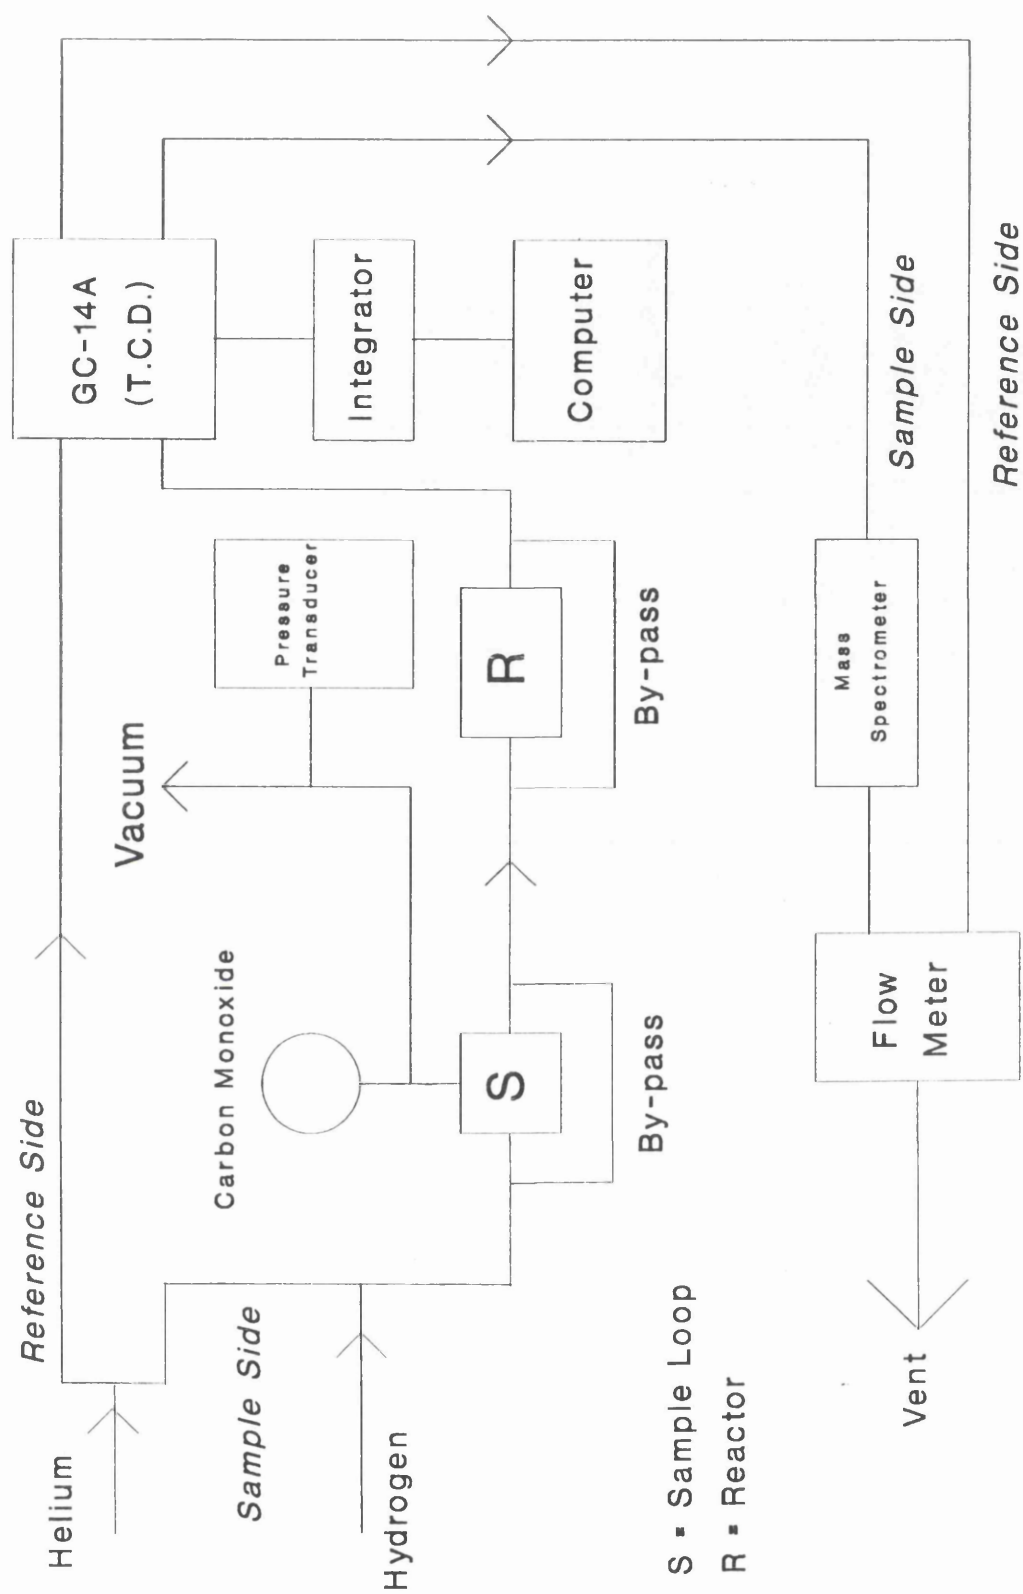 Helium
Reference Side
Sample Side
Hydrogen
Carbon Monoxide
Vacuum
Pressure
Transducer
GC-14A
(T.C.D.)
Integrator
Computer
S
By-pass
R
By-pass
S = Sample Loop
R = Reactor
Vent
Flow
Meter
Mass
Spectrometer
Sample Side
Reference Side